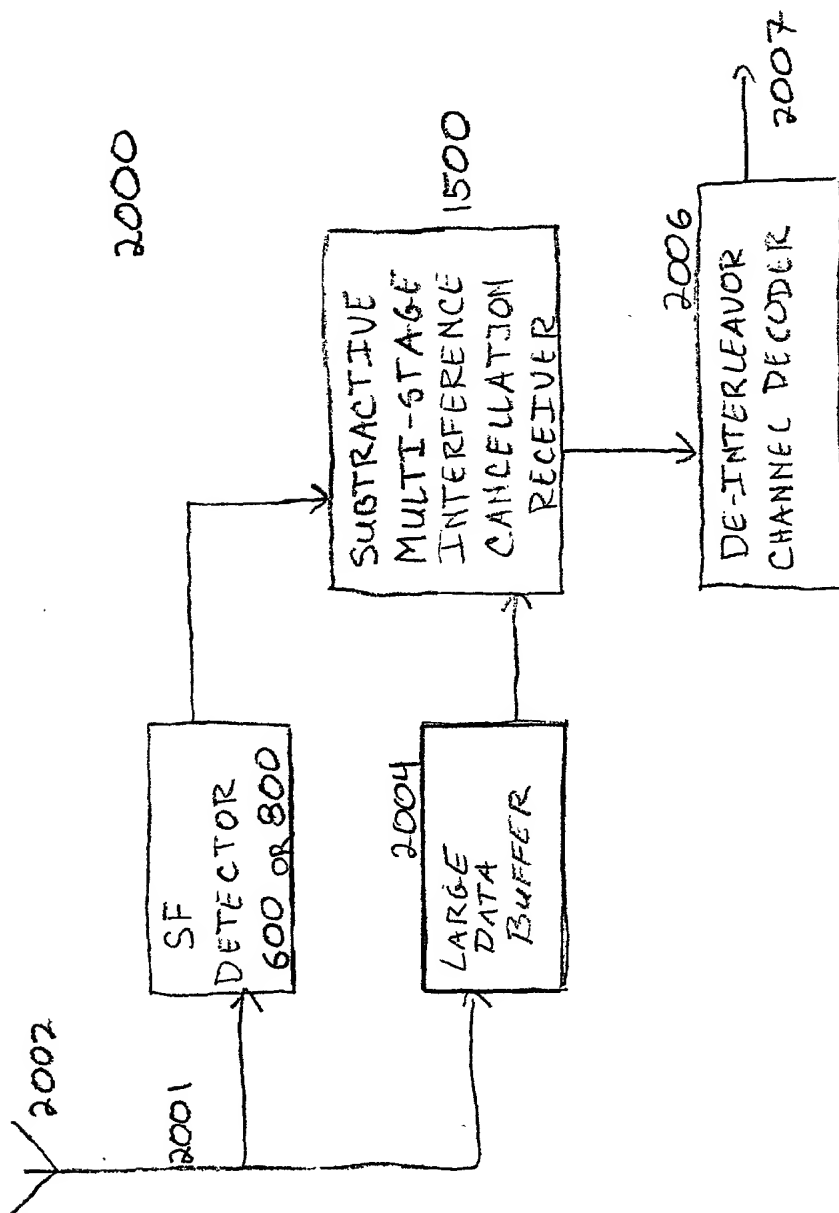 2000
2002
2001
SF
DETECTOR
600 OR 800
2004
LARGE
DATA
BUFFER
1500
SUBTRACTIVE
MULTI-STAGE
INTERFERENCE
CANCELLATION
RECEIVER
2006
DE-INTERLEAVOR
CHANNEL DECODER
2007